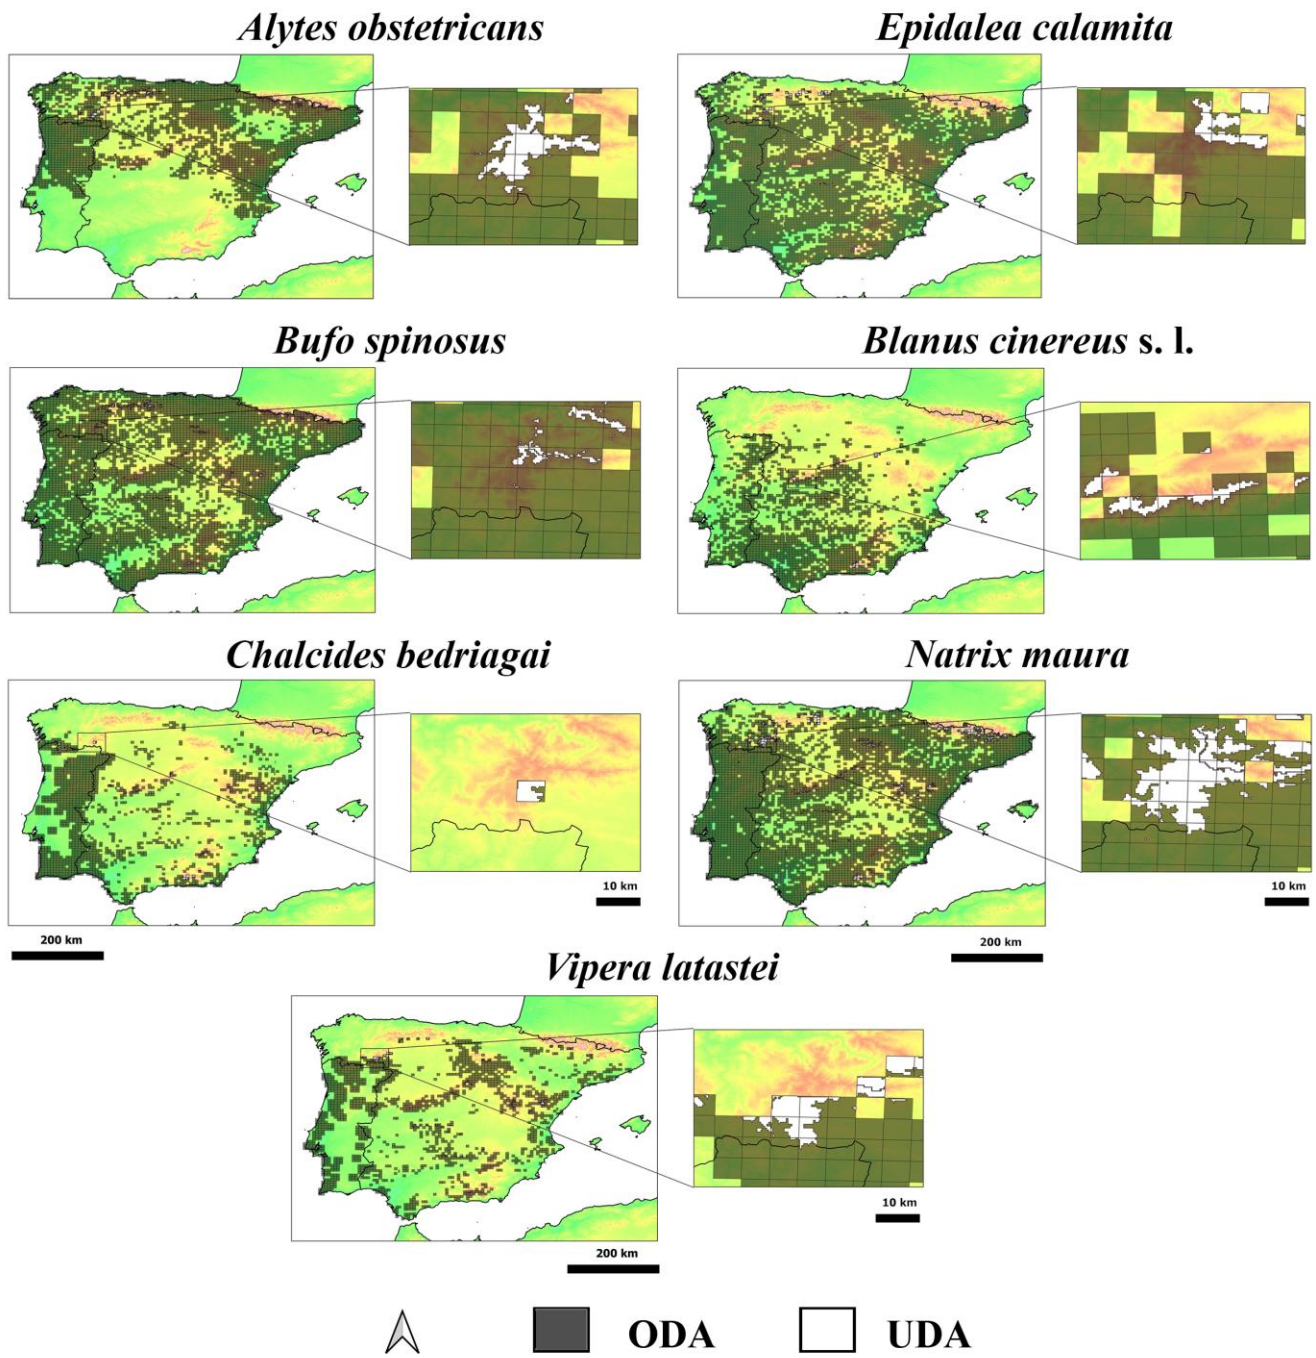 Alytes obstetricans
Epidalea calamita
Bufo spinosus
Blanus cinereus s. l.
Chalcides bedriagai
Natrix maura
10 km
10 km
200 km
200 km
Vipera latastei
10 km
200 km
ODA
UDA